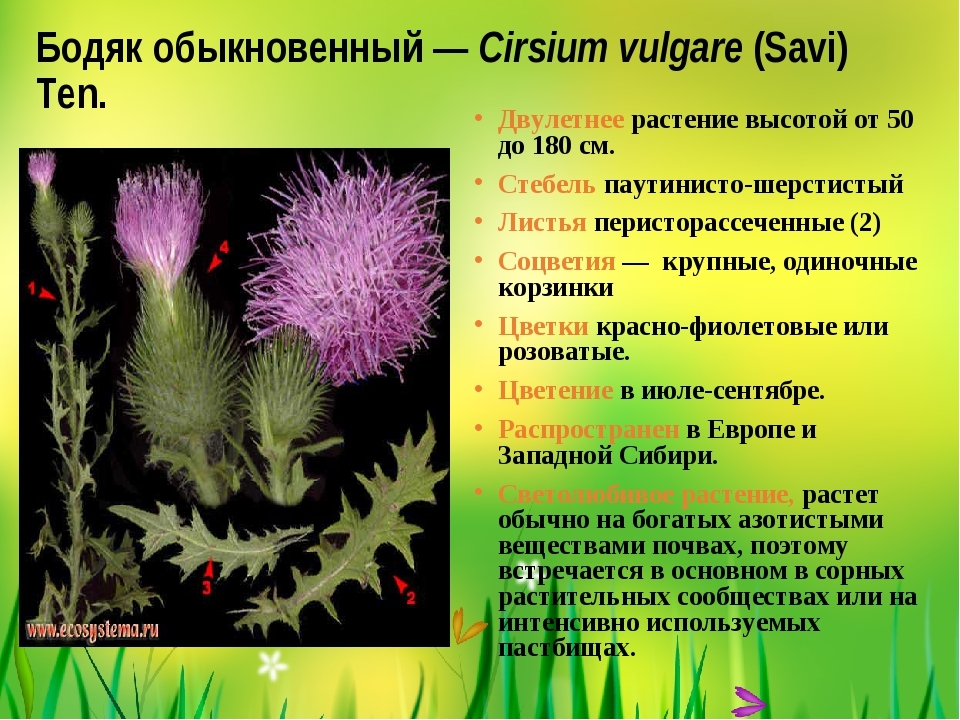 Бодяк обыкновенный — Cirsium vulgare (Savi)
Ten.
• Двулетнее растение высотой от 50
до 180 см.
• Стебель паутинисто-шерстистый
• Листья перисторассеченные (2)
• Соцветия — крупные, одиночные
корзинки
• Цветки красно-фиолетовые или
розоватые.
• Цветение в июле-сентябре.
• Распространен в Европе и
Западной Сибири.
• Светолюбивое растение, растет
обычно на богатых азотистыми
веществами почвах, поэтому
встречается в основном в сорных
растительных сообществах или на
интенсивно используемых
пастбищах.
1
4
3
2
www.ecosystema.ru